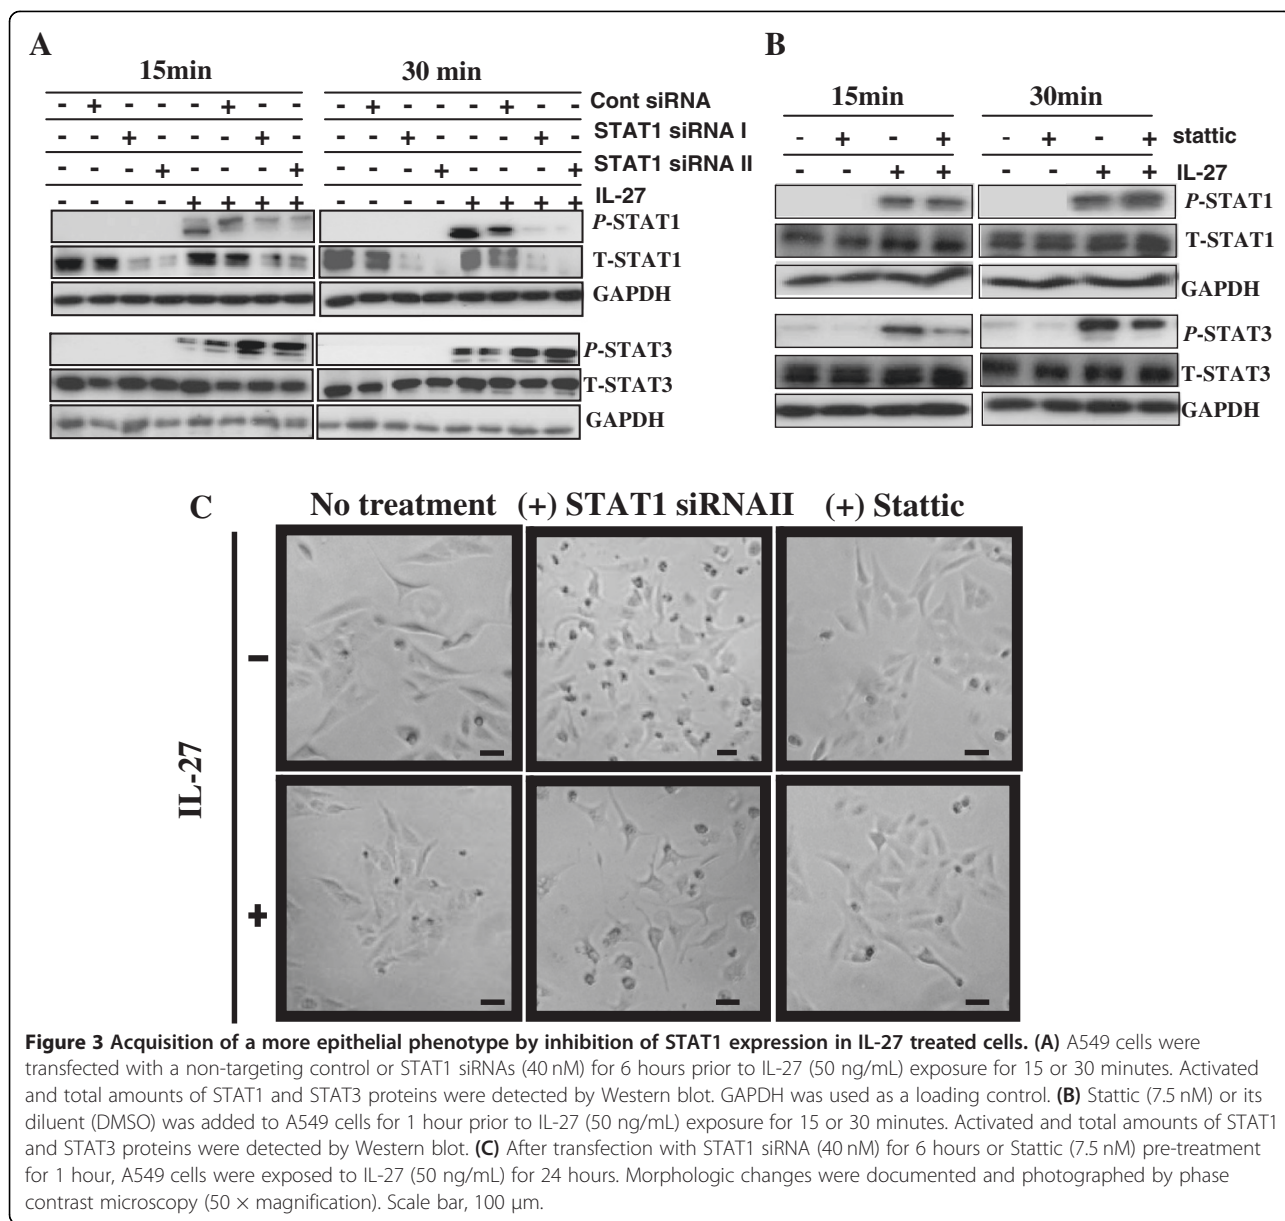 A
15min 30 min
- + - - - + - - - + - - - + - - Cont siRNA
- - + - - - + - - - + - - - + - STAT1 siRNA I
- - - + - - - + - - - + - - - + STAT1 siRNA II
- - - - + + + + - - - - + + + + IL-27
P-STAT1
T-STAT1
GAPDH
P-STAT3
T-STAT3
GAPDH
B
15min 30min
- + - + - + - + stattic
- - + + - - + + IL-27
P-STAT1
T-STAT1
GAPDH
P-STAT3
T-STAT3
GAPDH
C
No treatment (+) STAT1 siRNAII (+) Stattic
IL-27
-
+
Figure 3 Acquisition of a more epithelial phenotype by inhibition of STAT1 expression in IL-27 treated cells. (A) A549 cells were
transfected with a non-targeting control or STAT1 siRNAs (40 nM) for 6 hours prior to IL-27 (50 ng/mL) exposure for 15 or 30 minutes. Activated
and total amounts of STAT1 and STAT3 proteins were detected by Western blot. GAPDH was used as a loading control. (B) Stattic (7.5 nM) or its
diluent (DMSO) was added to A549 cells for 1 hour prior to IL-27 (50 ng/mL) exposure for 15 or 30 minutes. Activated and total amounts of STAT1
and STAT3 proteins were detected by Western blot. (C) After transfection with STAT1 siRNA (40 nM) for 6 hours or Stattic (7.5 nM) pre-treatment
for 1 hour, A549 cells were exposed to IL-27 (50 ng/mL) for 24 hours. Morphologic changes were documented and photographed by phase
contrast microscopy (50 × magnification). Scale bar, 100 μm.